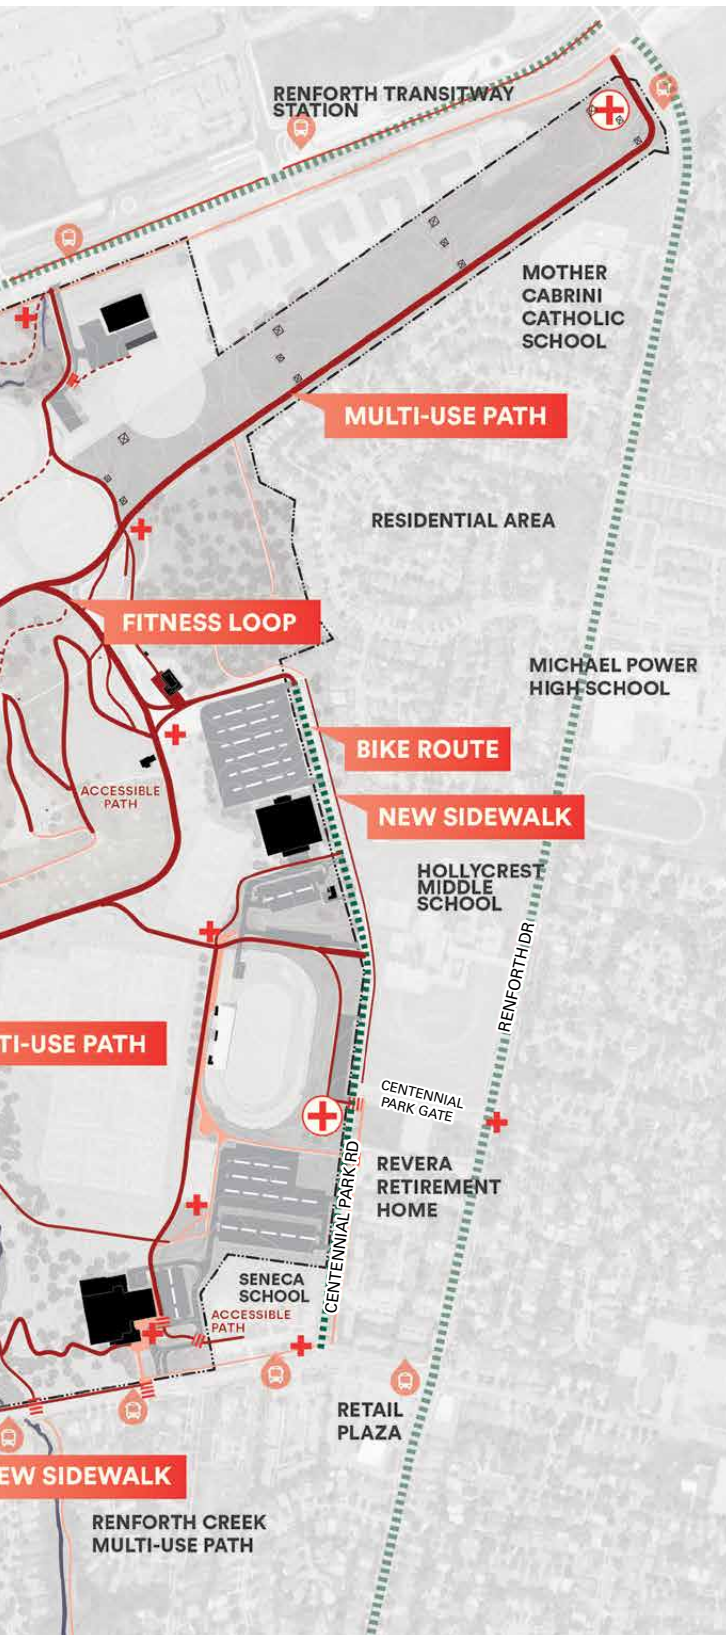 RENFORTH TRANSITWAY
STATION
MOTHER
CABRINI
CATHOLIC
SCHOOL
MULTI-USE PATH
RESIDENTIAL AREA
FITNESS LOOP
MICHAEL POWER
HIGH SCHOOL
BIKE ROUTE
ACCESSIBLE
PATH
NEW SIDEWALK
HOLLYCREST
MIDDLE
SCHOOL
RENFORTH DR
TI-USE PATH
CENTENNIAL
PARK GATE
CENTENNIAL PARK RD
REVERA
RETIREMENT
HOME
SENECA
SCHOOL
ACCESSIBLE
PATH
RETAIL
PLAZA
EW SIDEWALK
RENFORTH CREEK
MULTI-USE PATH